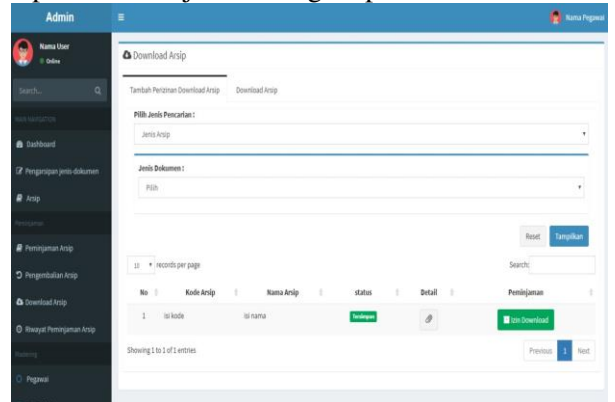 Admin
Nama Pegawai
Nama User
Online
Search...
MAIN NAVIGATION
Dashboard
Pengarsipan jenis dokumen
Arsip
Peminjaman
Peminjaman Arsip
Pengembalian Arsip
Download Arsip
Riwayat Peminjaman Arsip
Pegawai
Download Arsip
Tambah Perizinan Download Arsip Download Arsip
Pilih Jenis Pencarian :
Jenis Arsip
Jenis Dokumen :
Pilih
Reset Tampilkan
10 records per page Search:
No Kode Arsip Nama Arsip status Detail Peminjaman
1 Isi kode Isi nama Tersimpan Izin Download
Showing 1 to 1 of 1 entries
Previous 1 Next